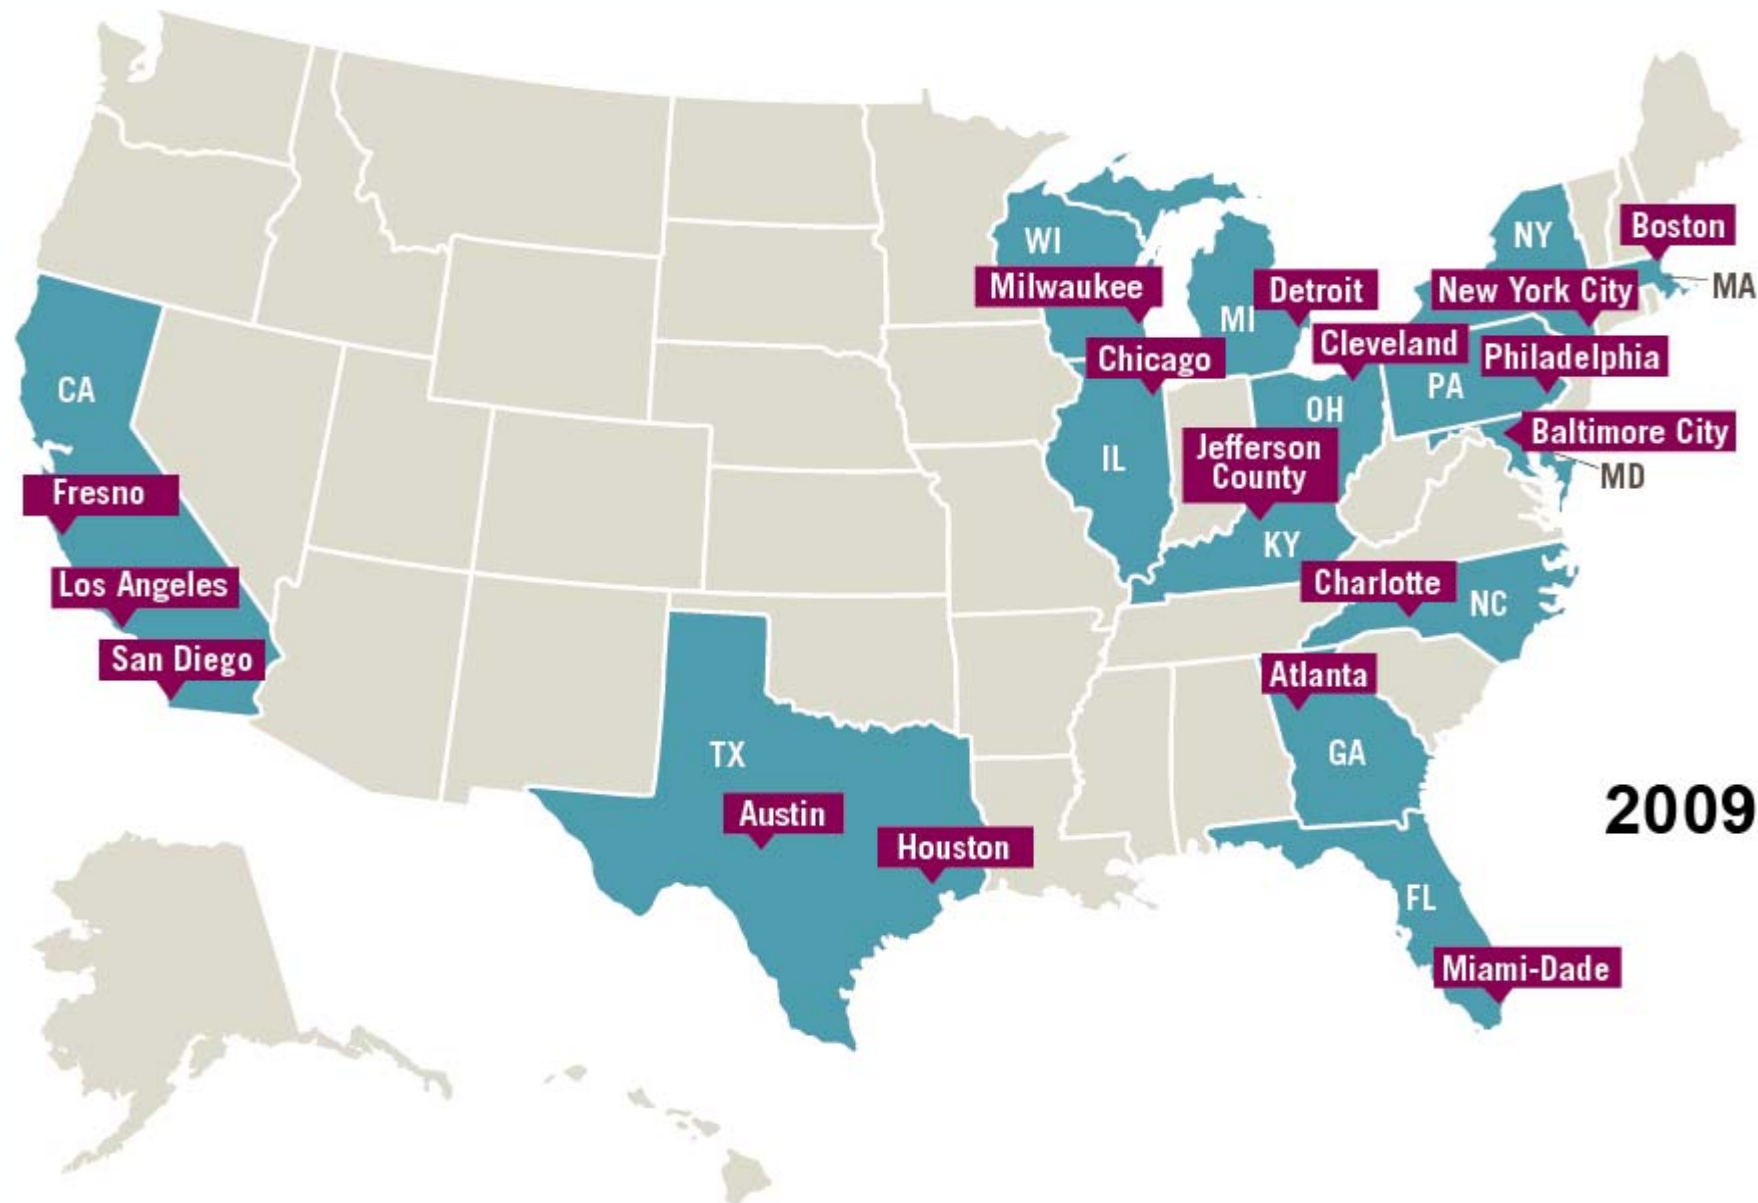 NY
Boston
WI
Milwaukee
Detroit
New York City
MA
MI
Cleveland
Chicago
Philadelphia
CA
PA
OH
Baltimore City
Jefferson
County
IL
MD
Fresno
KY
Los Angeles
Charlotte
NC
San Diego
Atlanta
TX
GA
Austin
2009
Houston
FL
Miami-Dade